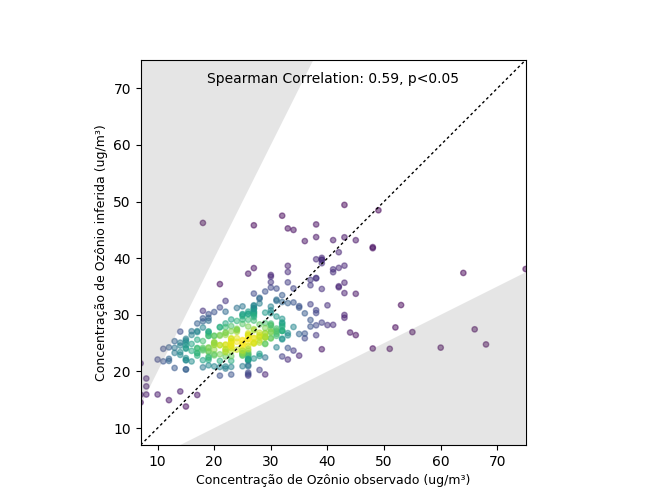 Spearman Correlation: 0.59, p<0.05
70
60
50
40
30
20
10
Concentração de Ozônio inferida (ug/m³)
10 20 30 40 50 60 70
Concentração de Ozônio observado (ug/m³)